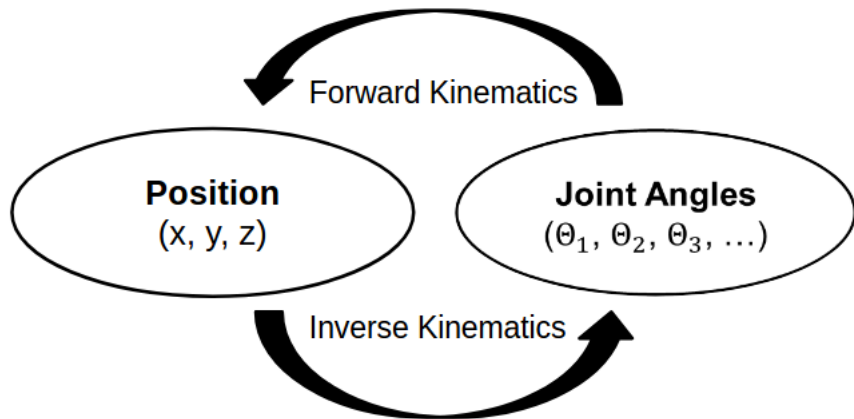 Forward Kinematics
Position
(x, y, z)
Joint Angles
(Θ₁, Θ₂, Θ₃, …)
Inverse Kinematics